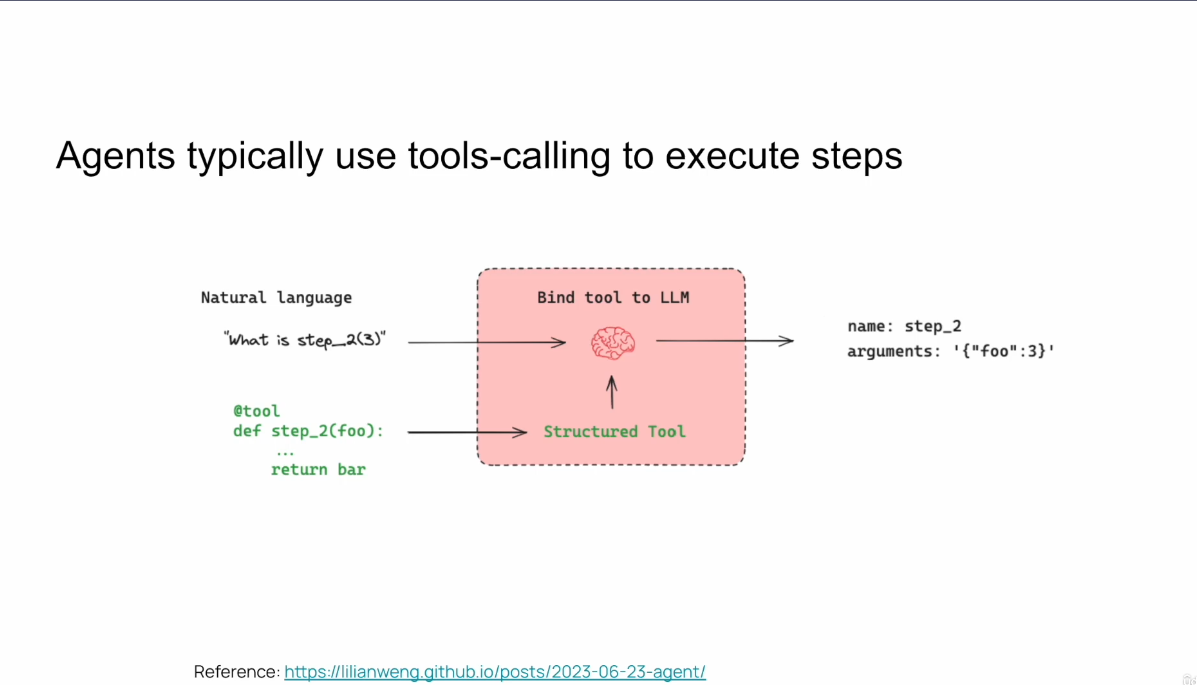 Agents typically use tools-calling to execute steps
Natural language
"What is step_2(3)"
@tool
def step_2(foo):
...
return bar
Bind tool to LLM
Structured Tool
name: step_2
arguments: '{"foo":3}'
Reference: https://lilianweng.github.io/posts/2023-06-23-agent/